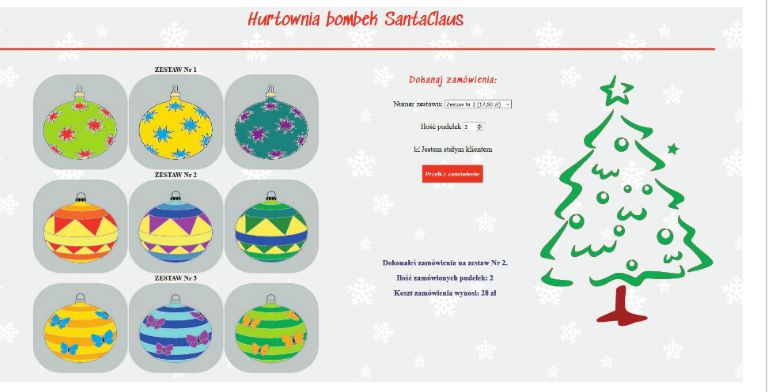 Hurtownia bombek SantaClaus
ZESTAW Nr 1
ZESTAW Nr 2
ZESTAW Nr 3
Dokonaj zamówienia:
Numer zestawu: Zestaw Nr 2 (17,50 zł)
Ilość pudełek 2
Jestem stałym klientem
Przelicz zamówienie
Dokonałeś zamówienia na zestaw Nr 2.
Ilość zamówionych pudełek: 2
Koszt zamówienia wynosi: 28 zł